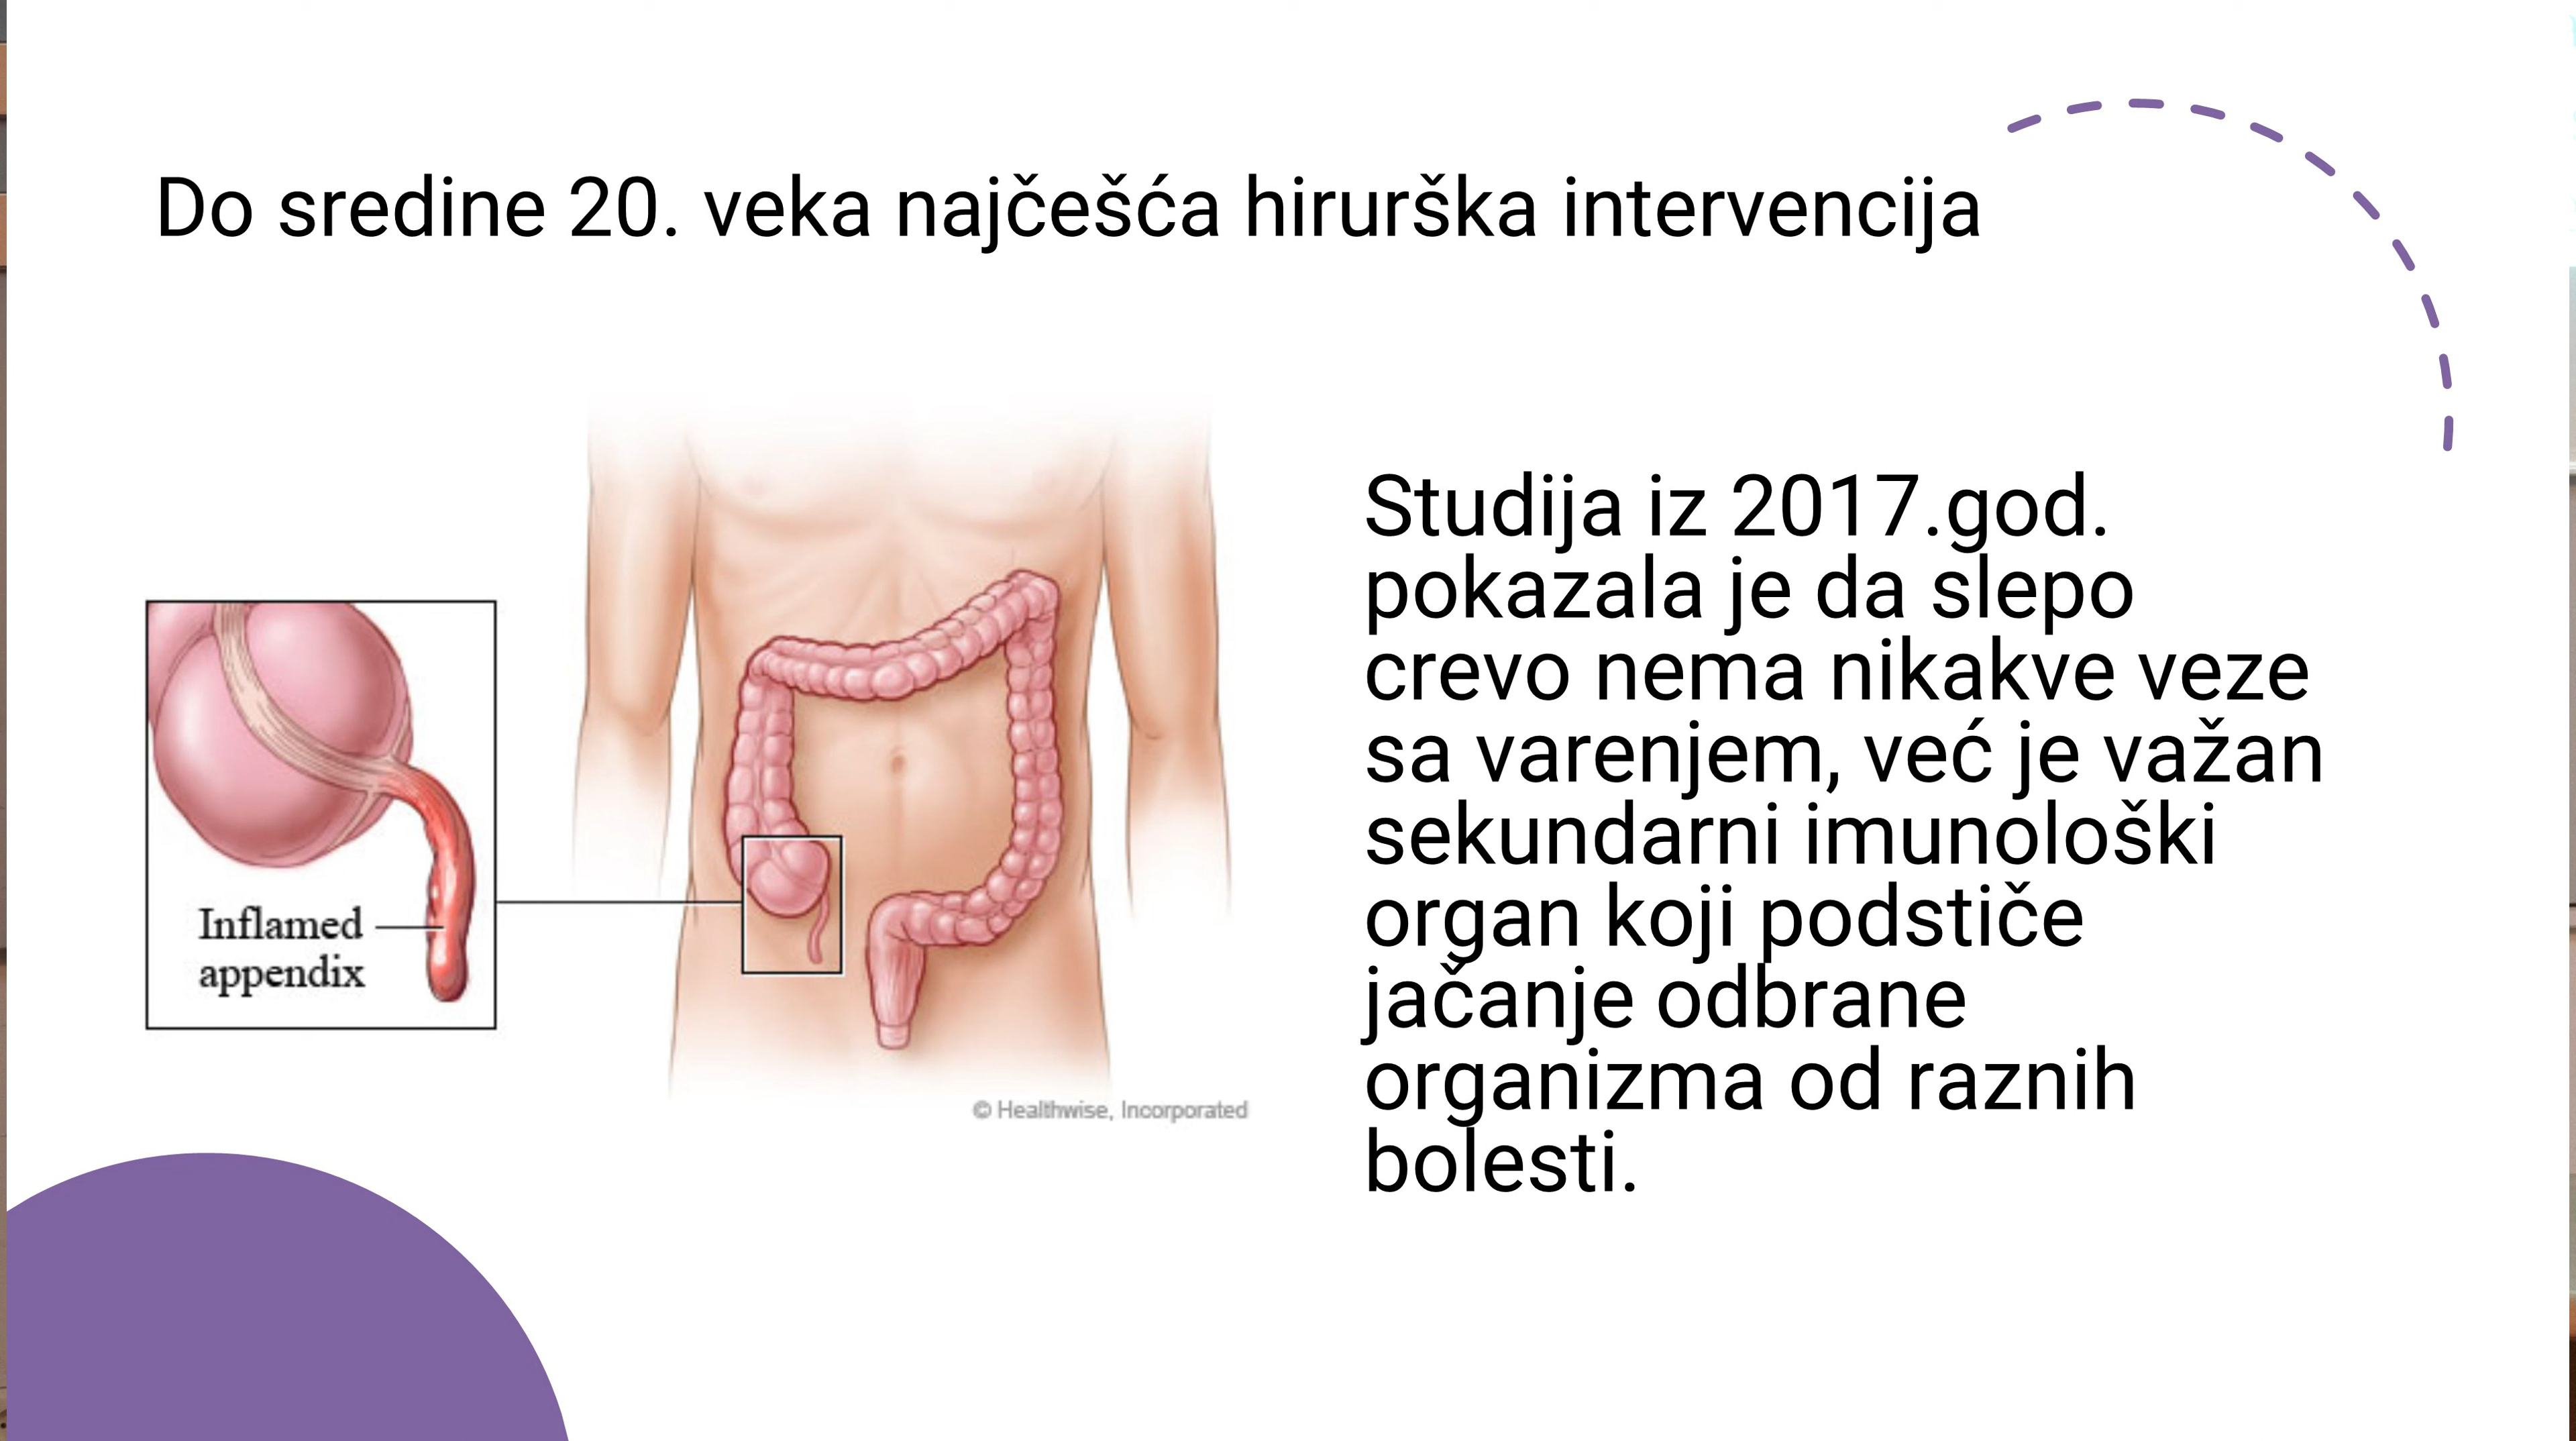 Do sredine 20. veka najčešća hirurška intervencija
Inflamed
appendix
© Healthwise, Incorporated
Studija iz 2017.god.
pokazala je da slepo
crevo nema nikakve veze
sa varenjem, već je važan
sekundarni imunološki
organ koji podstiče
jačanje odbrane
organizma od raznih
bolesti.